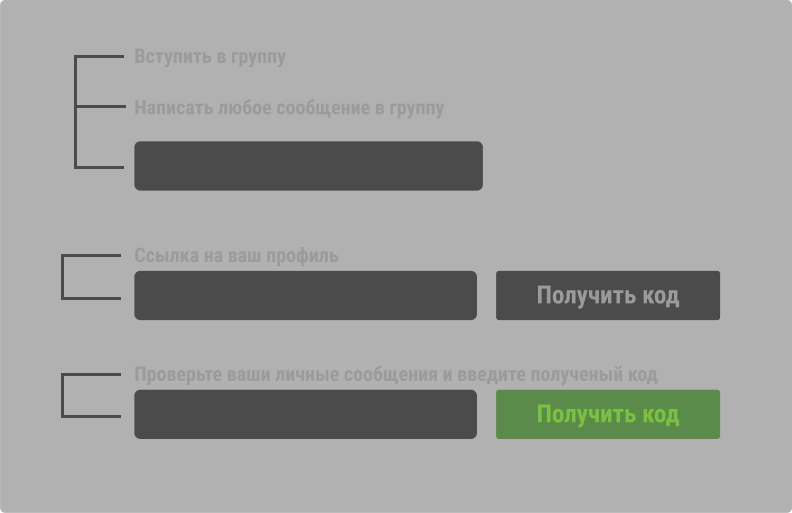 Вступить в группу
Написать любое сообщение в группу
Ссылка на ваш профиль
Получить код
Проверьте ваши личные сообщения и введите полученый код
Получить код